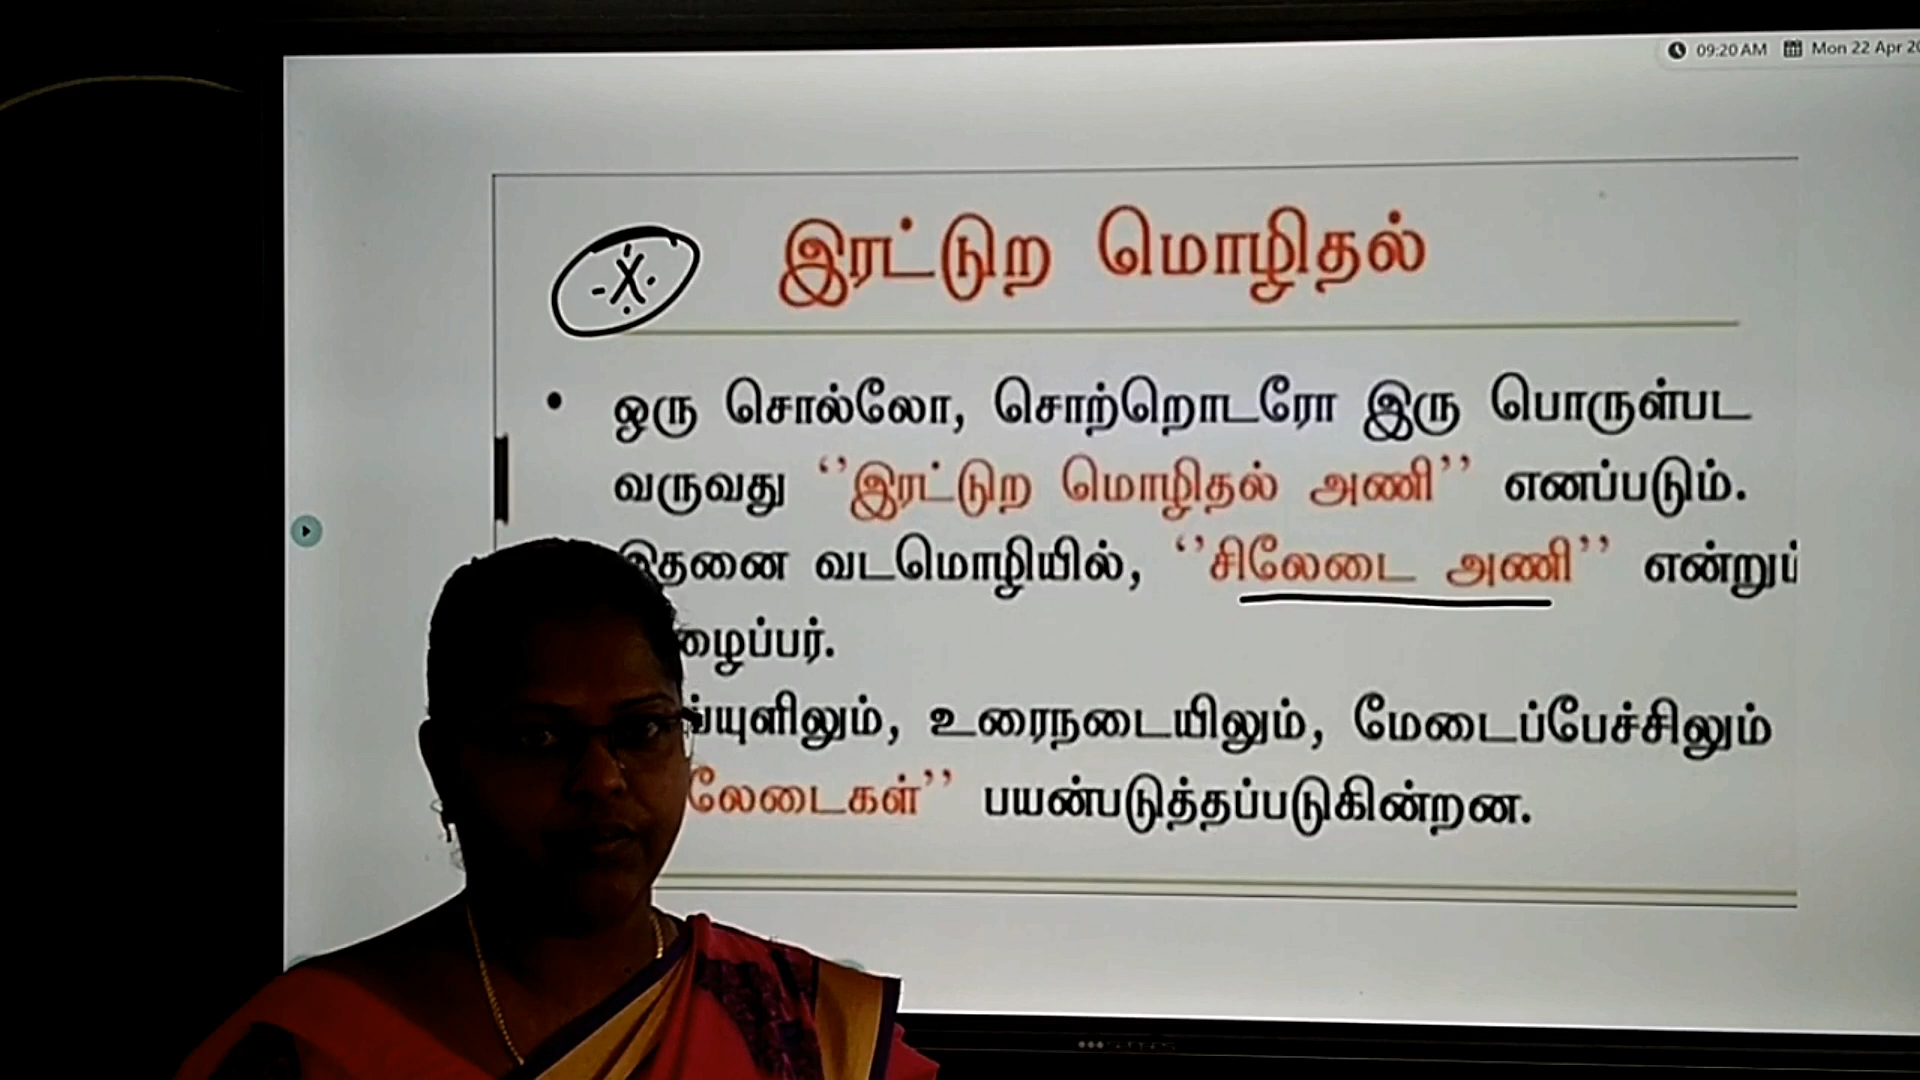 09:20 AM Mon 22 Apr
இரட்டுற மொழிதல்
ஒரு சொல்லோ, சொற்றொடரோ இரு பொருள்பட
வருவது ‘’இரட்டுற மொழிதல் அணி’’ எனப்படும்.
இதனை வடமொழியில், ‘’சிலேடை அணி’’ என்றும்
ழைப்பர்.
ய்யுளிலும், உரைநடையிலும், மேடைப்பேச்சிலும்
லேடைகள்’’ பயன்படுத்தப்படுகின்றன.